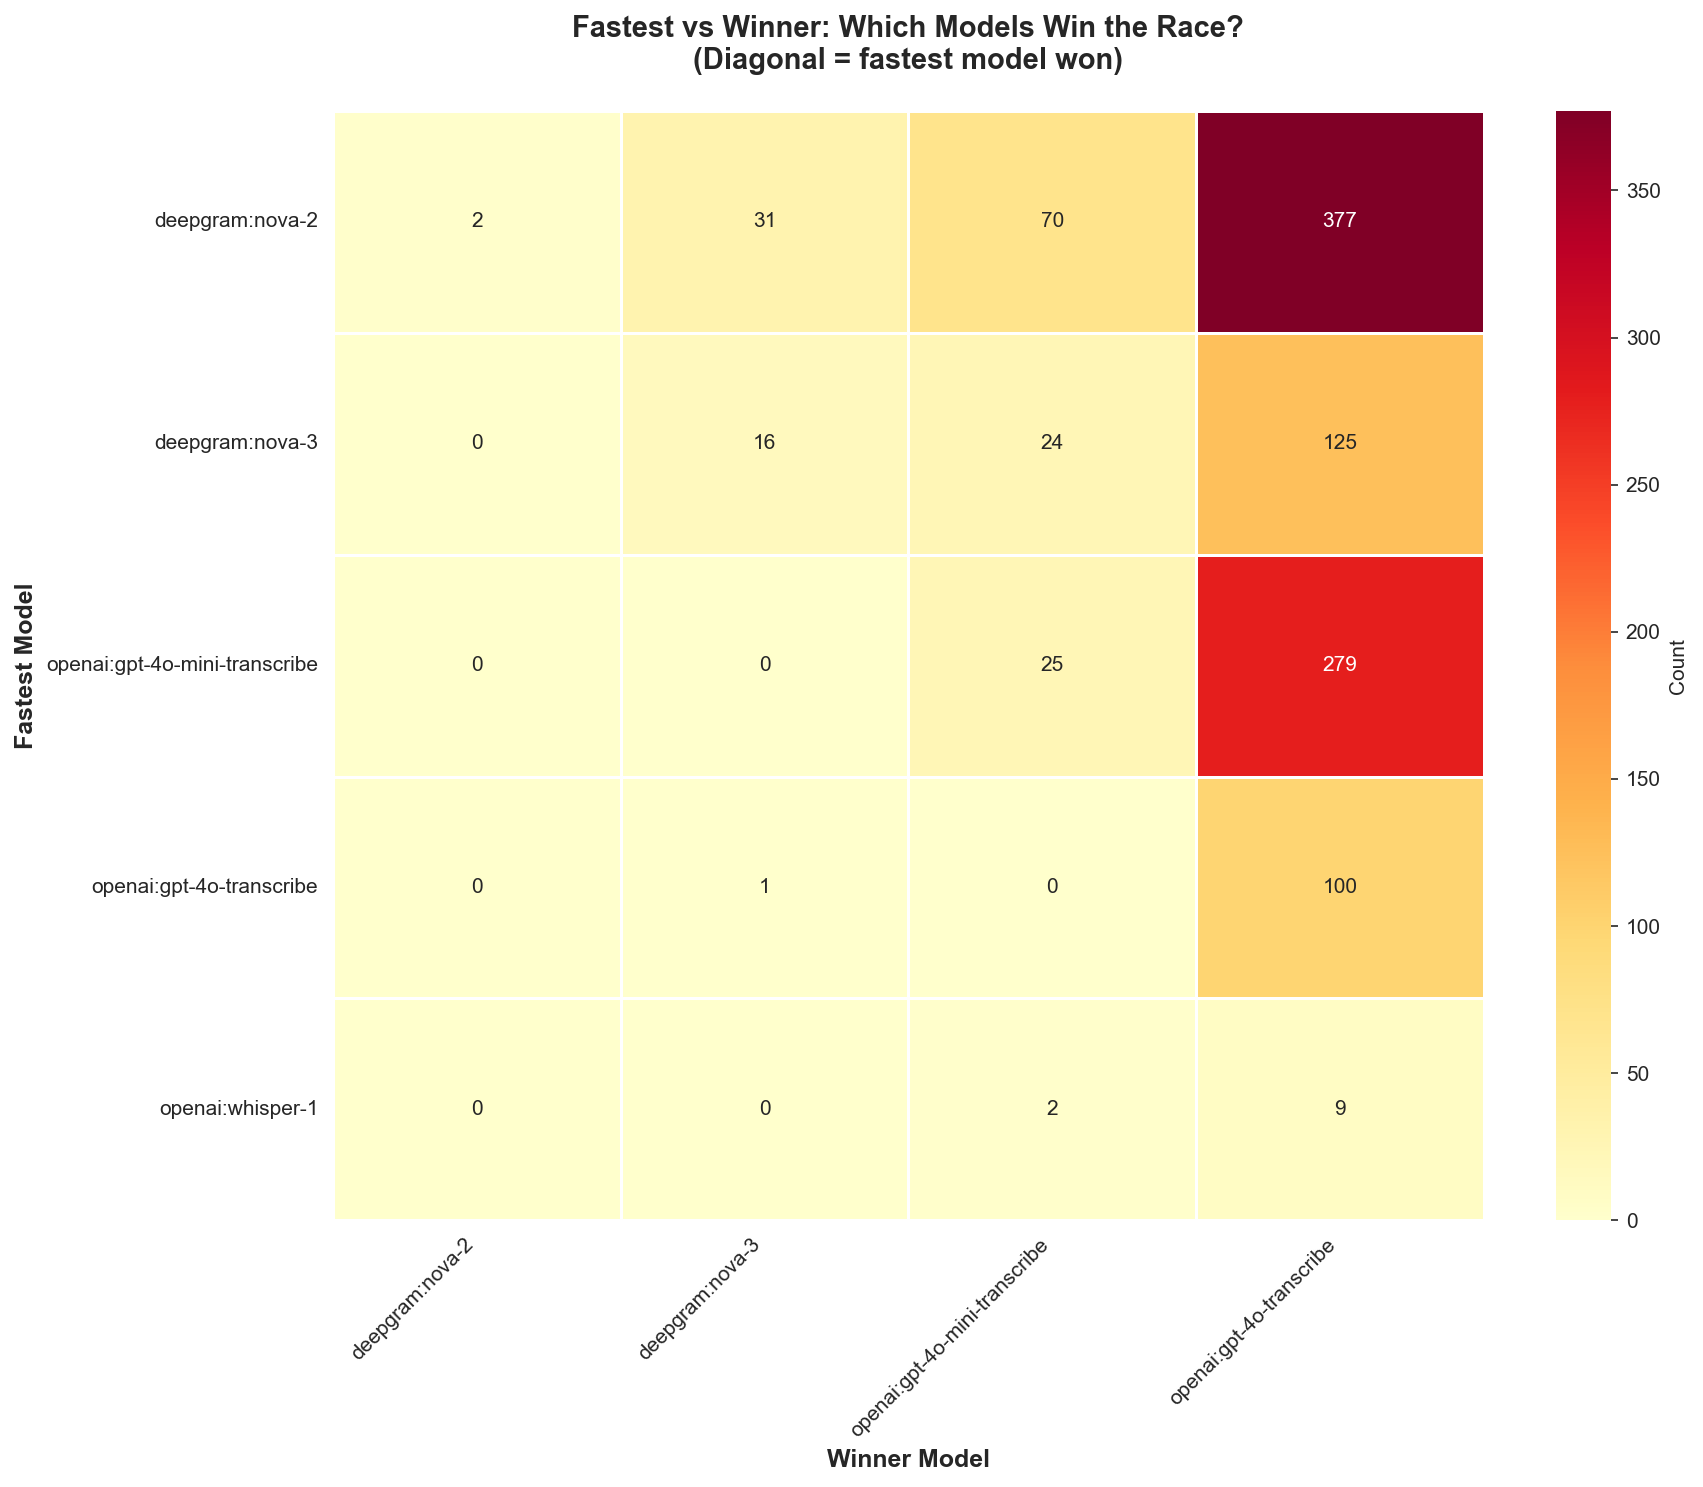 Fastest vs Winner: Which Models Win the Race?
(Diagonal = fastest model won)
Fastest Model
deepgram:nova-2 2 31 70 377
deepgram:nova-3 0 16 24 125
openai:gpt-4o-mini-transcribe 0 0 25 279
openai:gpt-4o-transcribe 0 1 0 100
openai:whisper-1 0 0 2 9
deepgram:nova-2
deepgram:nova-3
openai:gpt-4o-mini-transcribe
openai:gpt-4o-transcribe
Winner Model
350
300
250
200
150
100
50
0
Count